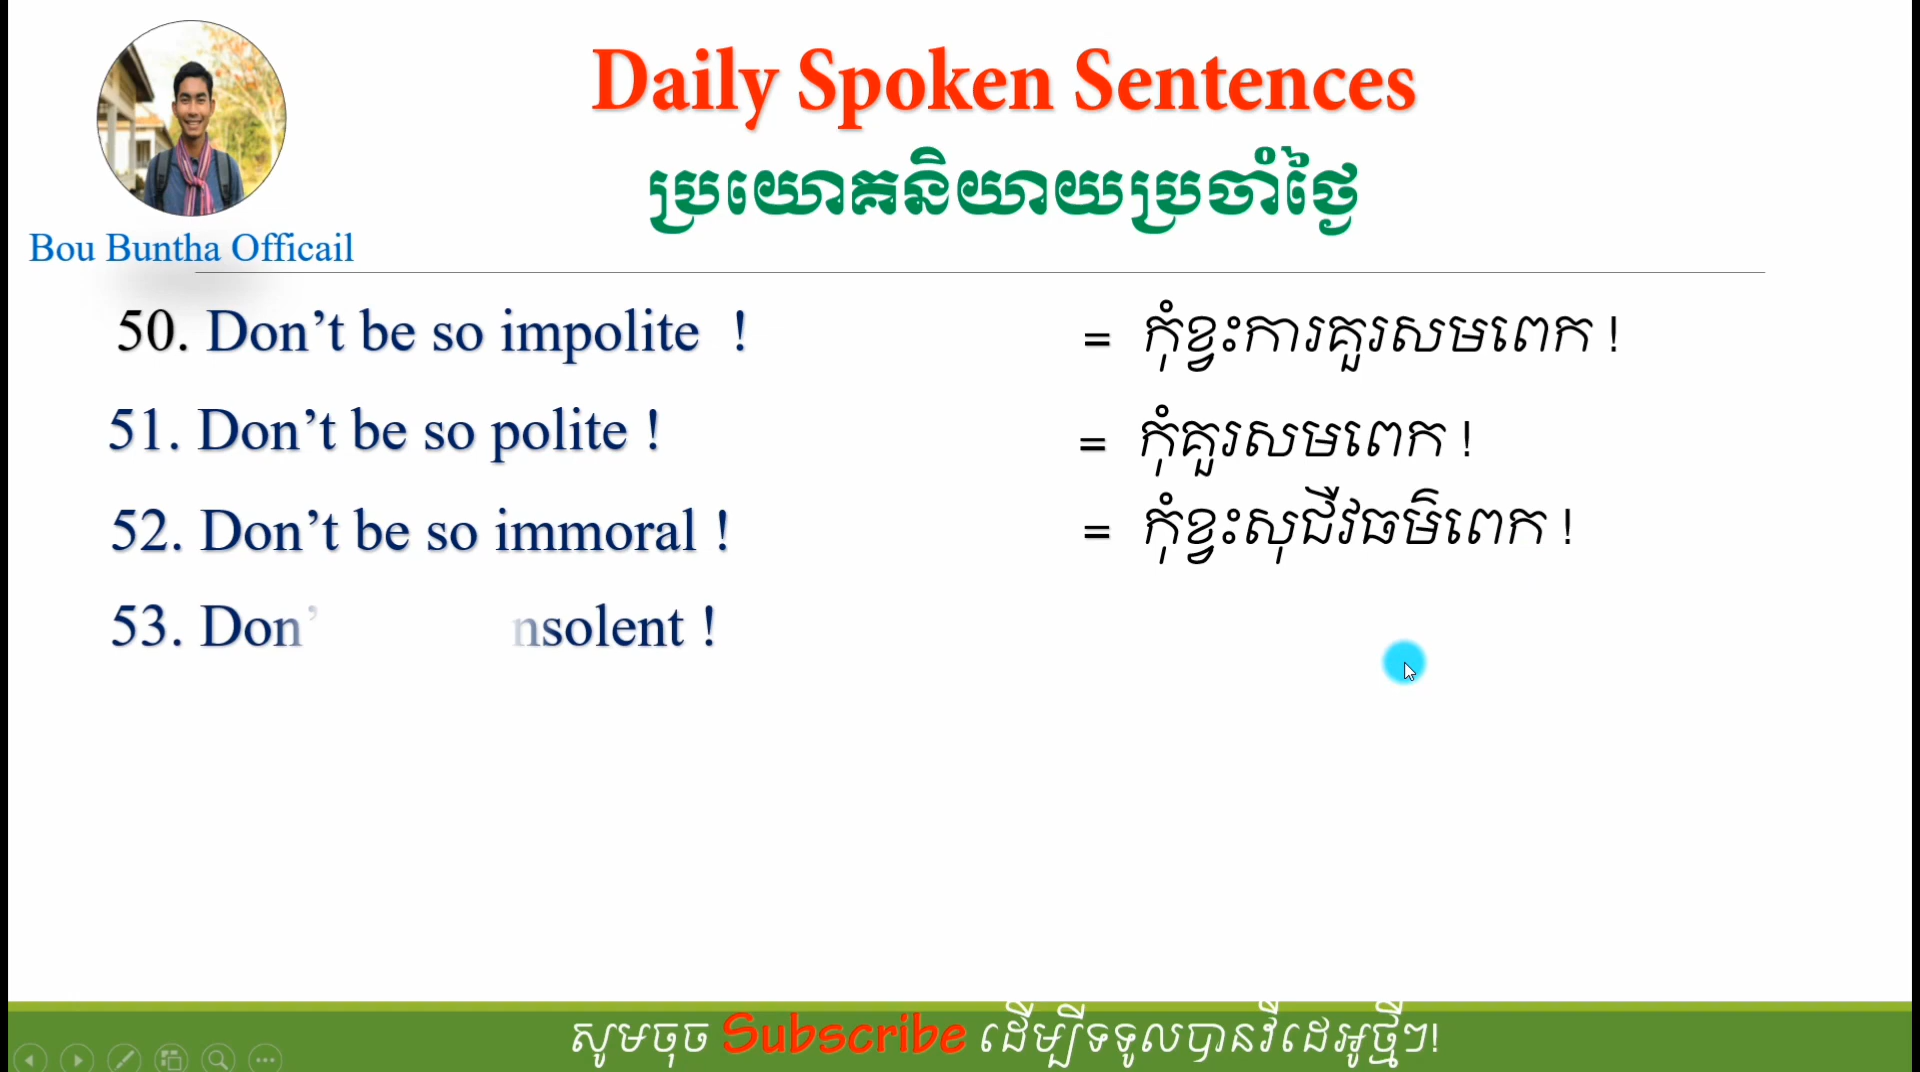 Daily Spoken Sentences
ប្រយោគនិយាយប្រចាំថ្ងៃ
Bou Buntha Officail
50. Don’t be so impolite ! = កុំខ្វះការគួរសមពេក !
51. Don’t be so polite ! = កុំគួរសមពេក !
52. Don’t be so immoral ! = កុំខ្វះសុជីវធម៌ពេក !
53. Don’ nsolent !
សូមចុច Subscribe ដើម្បីទទួលបានវីដេអូថ្មីៗ!